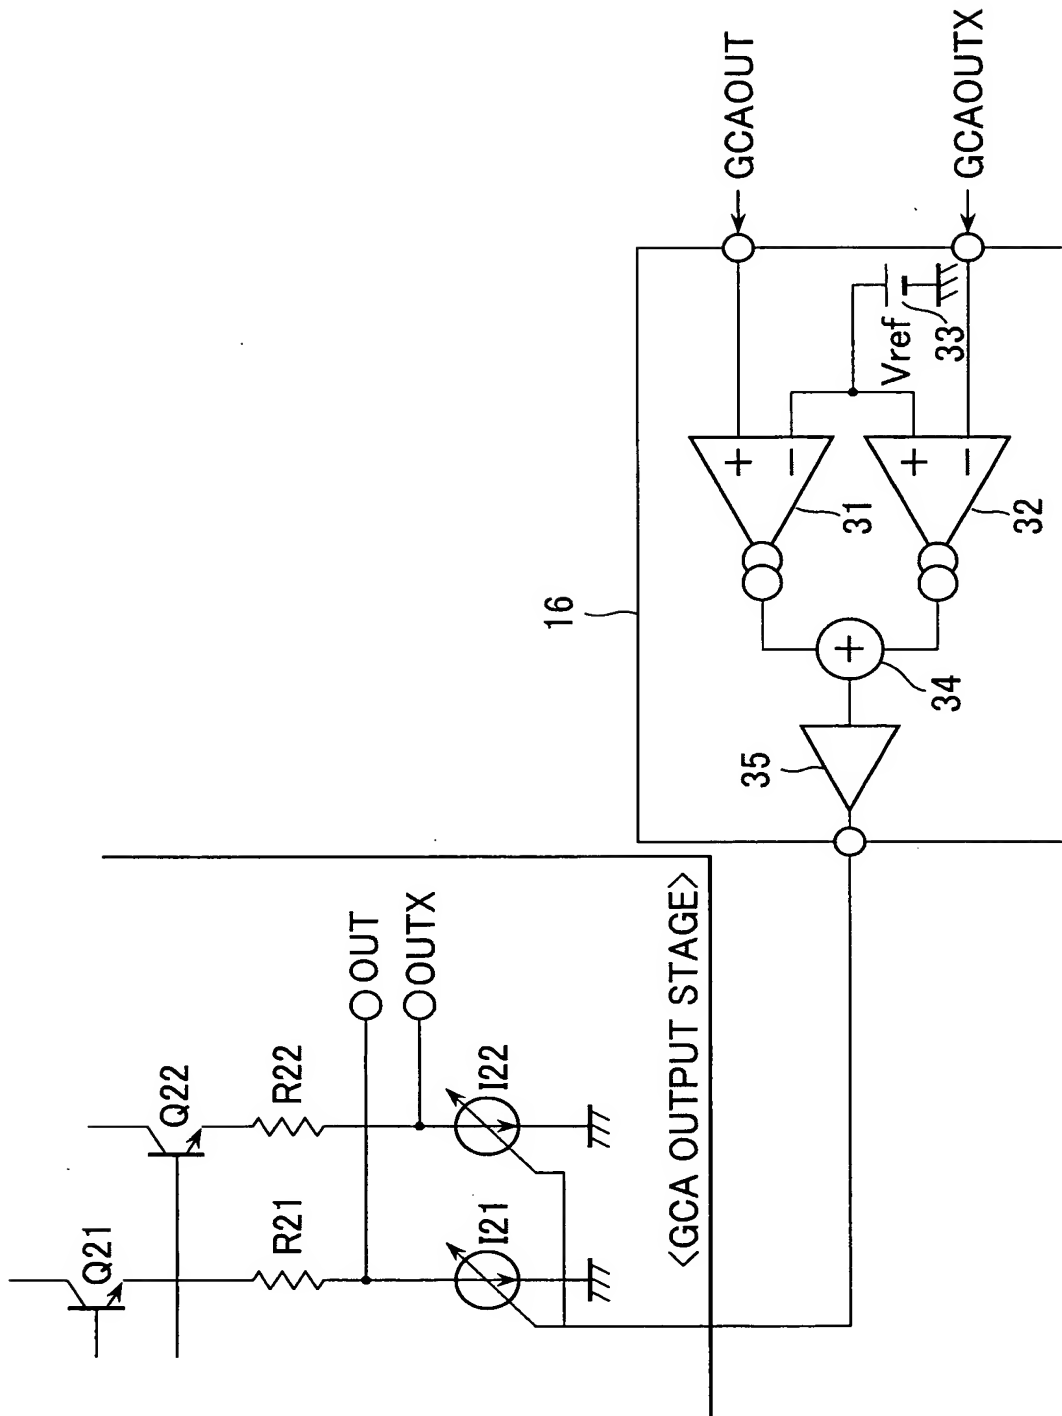 Q21
Q22
R21
R22
OUT
OUTX
I21
I22
<GCA OUTPUT STAGE>
16
GCAOUT
GCAOUTX
+
−
31
+
−
32
Vref
33
+
34
35